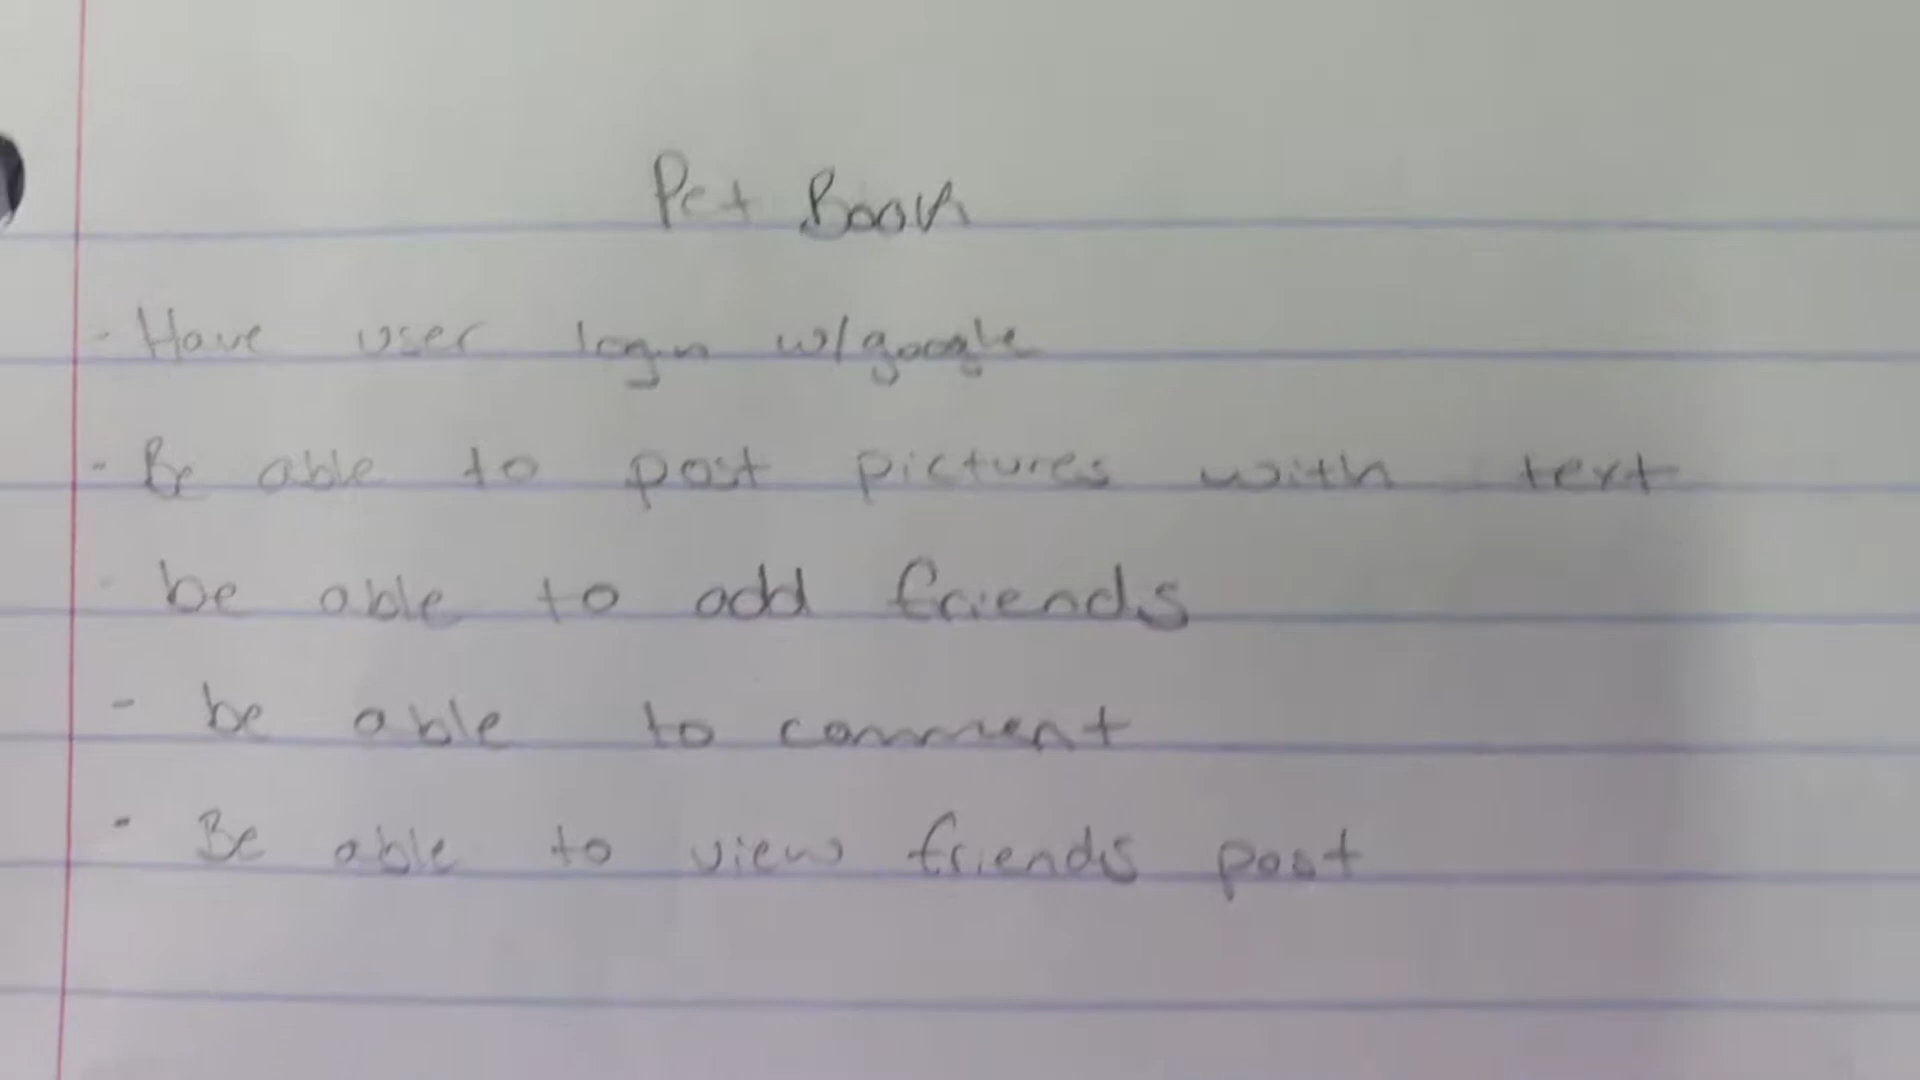 Pet Book
- Have user login w/google
- Be able to post pictures with text
- be able to add friends
- be able to comment
- Be able to view friends post